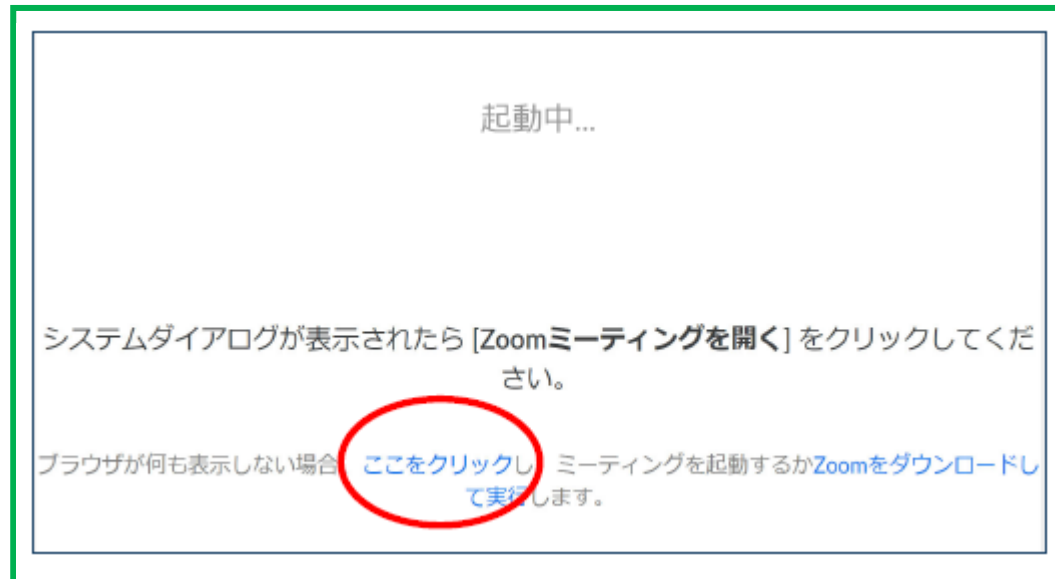 起動中...
システムダイアログが表示されたら [Zoomミーティングを開く] をクリックしてくだ
さい。
ブラウザが何も表示しない場合 ここをクリックし ミーティングを起動するかZoomをダウンロードし
て実行します。